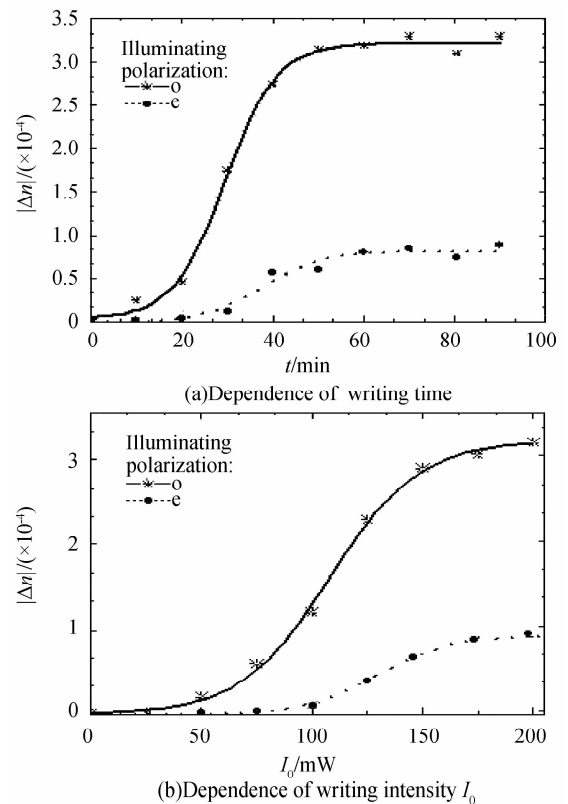 3.5
3.0
2.5
2.0
1.5
1.0
0.5
0
|Δn|/(×10⁻⁴)
Illuminating
polarization:
o
e
0 20 40 60 80 100
t/min
(a)Dependence of writing time
3
2
1
0
|Δn|/(×10⁻⁴)
Illuminating
polarization:
o
e
0 50 100 150 200
I₀/mW
(b)Dependence of writing intensity I₀